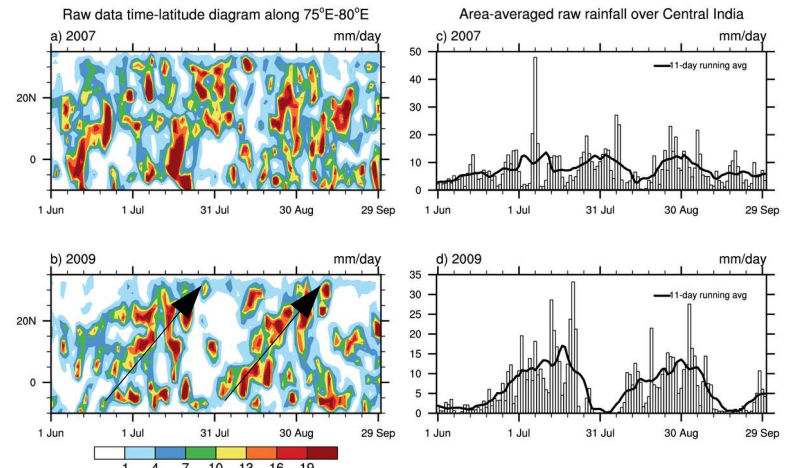 Raw data time-latitude diagram along 75°E-80°E
Area-averaged raw rainfall over Central India
a) 2007 mm/day
20N
0
1 Jun 1 Jul 31 Jul 30 Aug 29 Sep
c) 2007 mm/day
50
40
30
20
10
0
11-day running avg
1 Jun 1 Jul 31 Jul 30 Aug 29 Sep
b) 2009 mm/day
20N
0
1 Jun 1 Jul 31 Jul 30 Aug 29 Sep
1 4 7 10 13 16 19
d) 2009 mm/day
35
30
25
20
15
10
5
0
11-day running avg
1 Jun 1 Jul 31 Jul 30 Aug 29 Sep